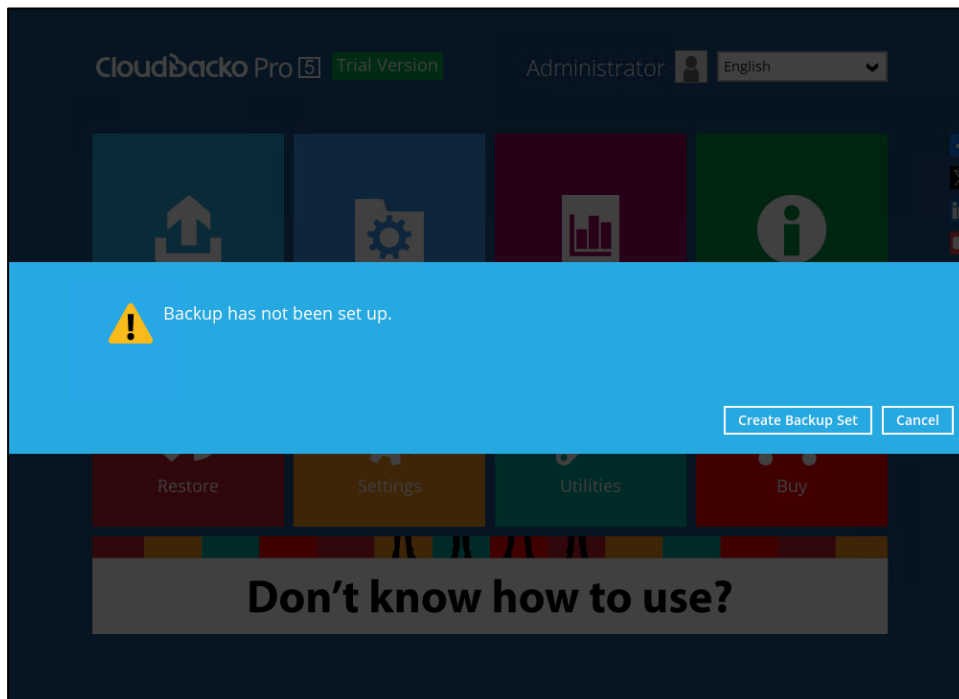 CloudBacko Pro 5 Trial Version
Administrator English
Backup has not been set up.
Create Backup Set Cancel
Restore Settings Utilities Buy
Don't know how to use?